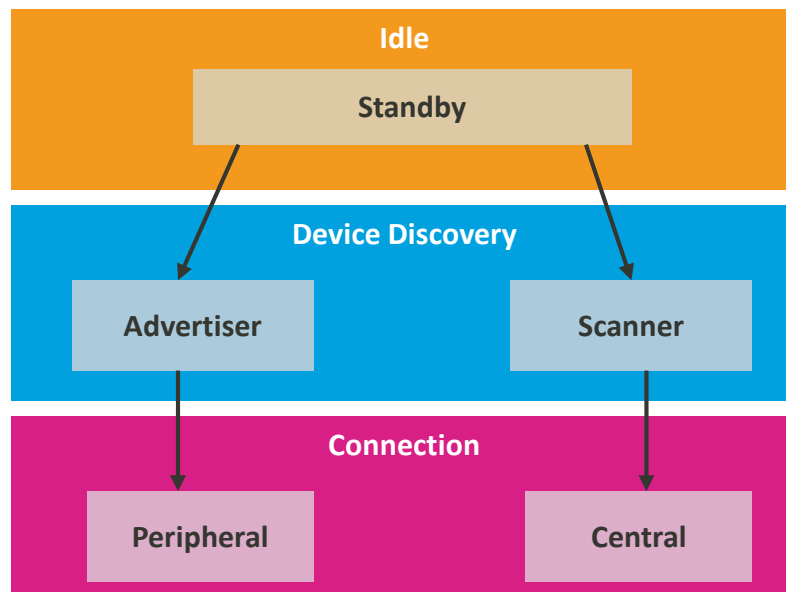 Idle
Standby
Device Discovery
Advertiser
Scanner
Connection
Peripheral
Central